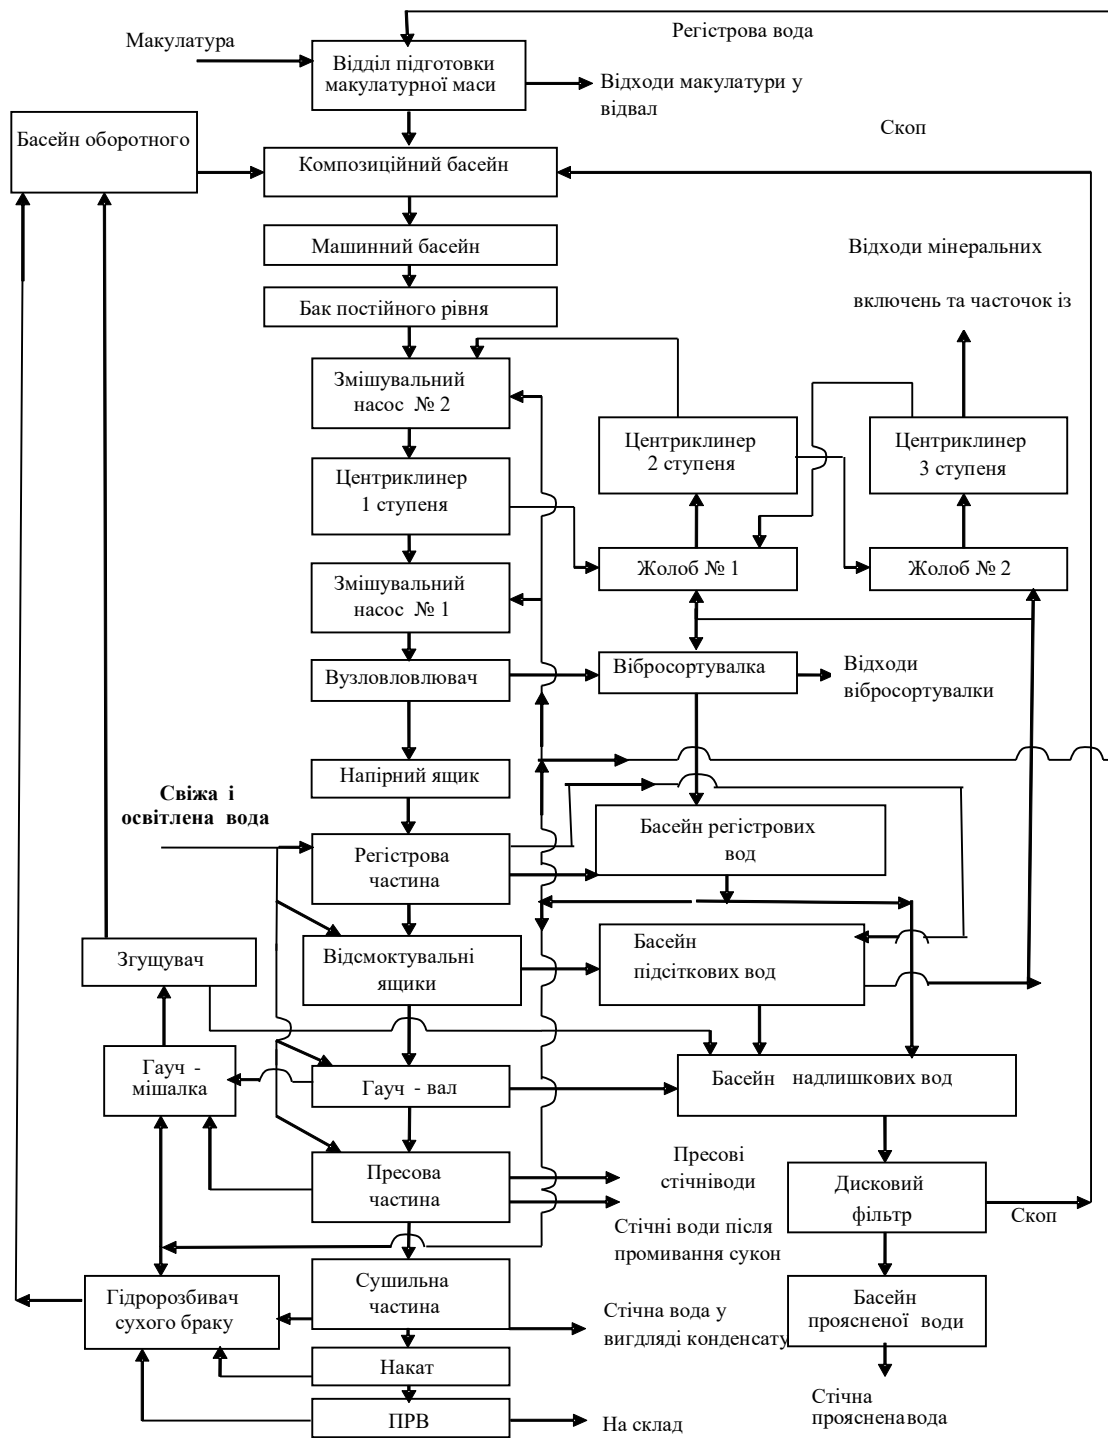 Регістрова вода
Макулатура
Відділ підготовки
макулатурної маси
Відходи макулатури у
відвал
Скоп
Басейн оборотного
Композиційний басейн
Машинний басейн
Відходи мінеральних
включень та часточок із
Бак постійного рівня
Змішувальний
насос № 2
Центриклинер
2 ступеня
Центриклинер
3 ступеня
Центриклинер
1 ступеня
Жолоб № 1
Жолоб № 2
Змішувальний
насос № 1
Вузловловлювач
Вібросортувалка
Відходи
вібросортувалки
Напірний ящик
Свіжа і
освітлена вода
Басейн регістрових
вод
Регістрова
частина
Згущувач
Відсмоктувальні
ящики
Басейн
підсіткових вод
Гауч -
мішалка
Гауч - вал
Басейн надлишкових вод
Пресова
частина
Пресові
стічніводи
Дисковий
фільтр
Скоп
Стічні води після
промивання сукон
Гідророзбивач
сухого браку
Сушильна
частина
Стічна вода у
вигдляді конденсату
Басейн
проясненої води
Накат
ПРВ
На склад
Стічна
прояснена вода